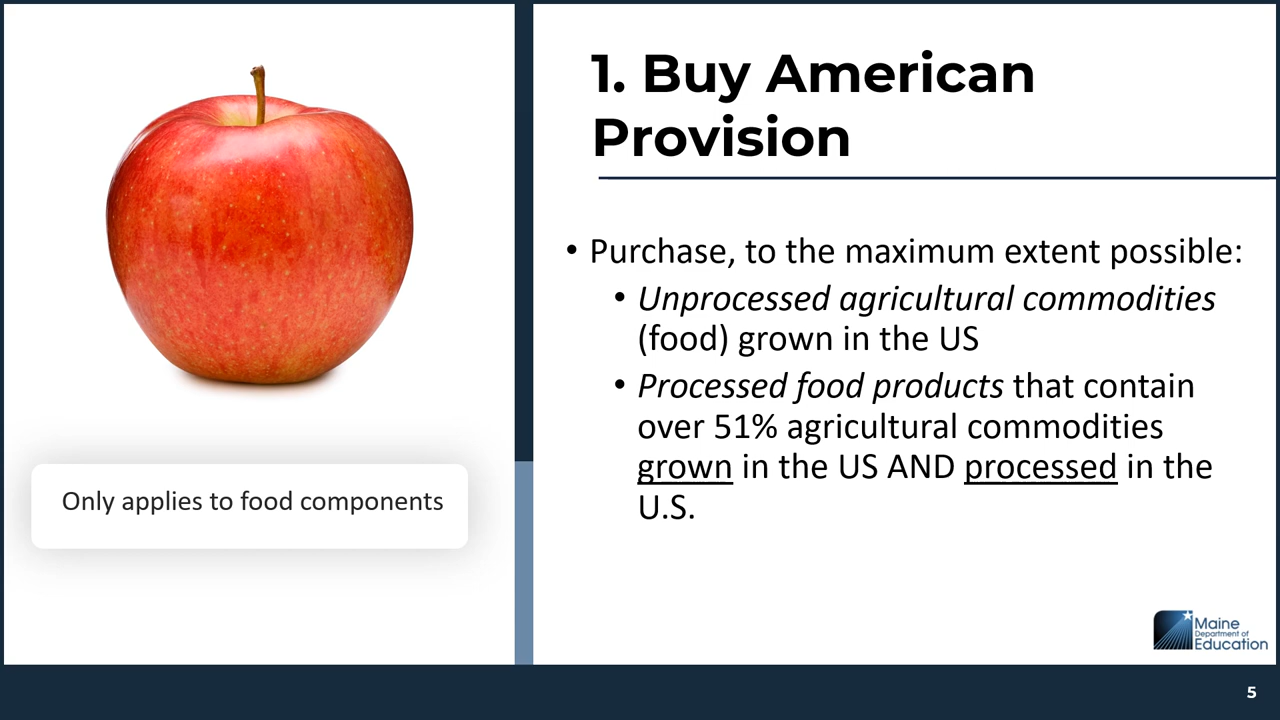 1. Buy American
Provision
• Purchase, to the maximum extent possible:
• Unprocessed agricultural commodities
(food) grown in the US
• Processed food products that contain
over 51% agricultural commodities
grown in the US AND processed in the
U.S.
Only applies to food components
Maine
Department of
Education
5